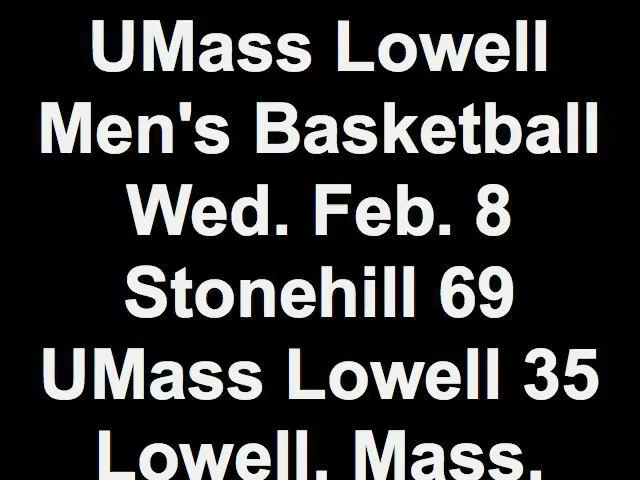 UMass Lowell
Men's Basketball
Wed. Feb. 8
Stonehill 69
UMass Lowell 35
Lowell, Mass.